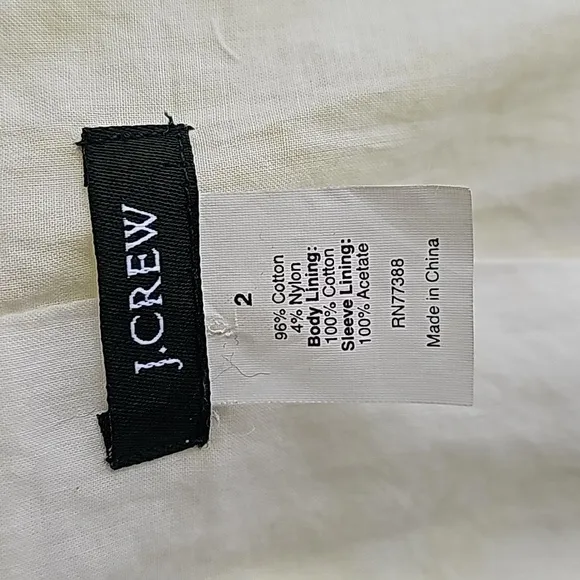 J.CREW
2
96% Cotton
4% Nylon
Body Lining:
100% Cotton
Sleeve Lining:
100% Acetate
RN77388
Made in China